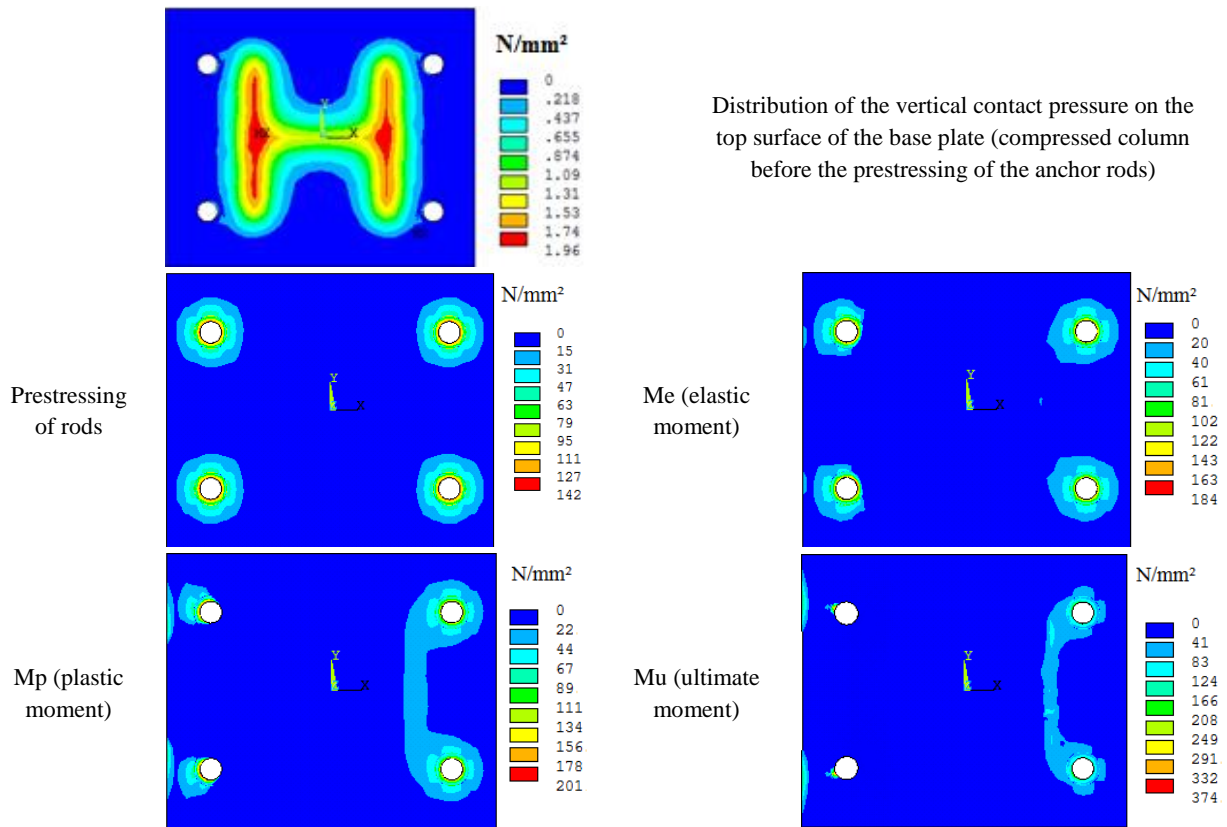 N/mm²
0
.218
.437
.655
.874
1.09
1.31
1.53
1.74
1.96
Y
MX
X
Distribution of the vertical contact pressure on the
top surface of the base plate (compressed column
before the prestressing of the anchor rods)
Prestressing
of rods
Y
X
N/mm²
0
15
31
47
63
79
95
111
127
142
Me (elastic
moment)
Y
X
N/mm²
0
20
40
61
81
102
122
143
163
184
Mp (plastic
moment)
Y
X
N/mm²
0
22
44
67
89
111
134
156
178
201
Mu (ultimate
moment)
Y
X
N/mm²
0
41
83
124
166
208
249
291
332
374